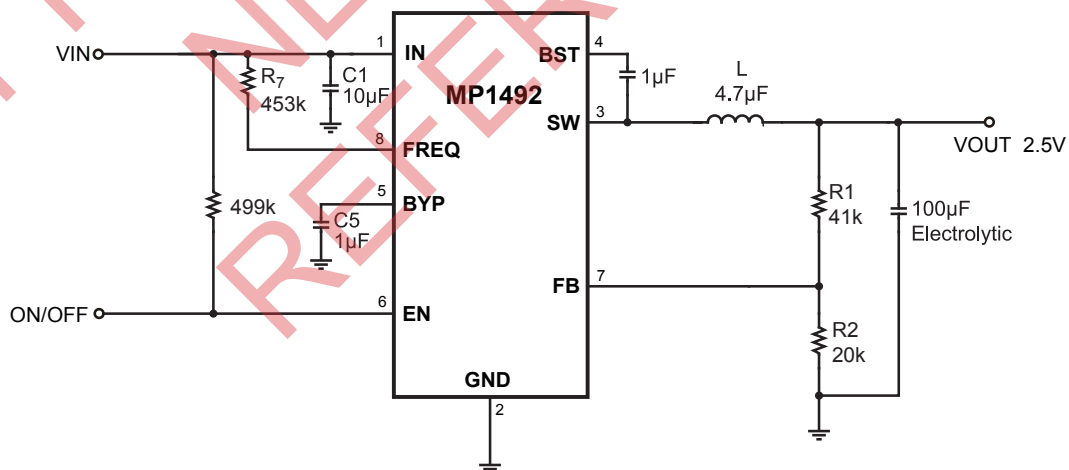 VIN
1
IN
BST
4
R7
453k
C1
10µF
1µF
MP1492
L
4.7µF
SW
3
VOUT 2.5V
8
FREQ
5
BYP
499k
C5
1µF
R1
41k
100µF
Electrolytic
FB
7
ON/OFF
6
EN
R2
20k
GND
2
REFER